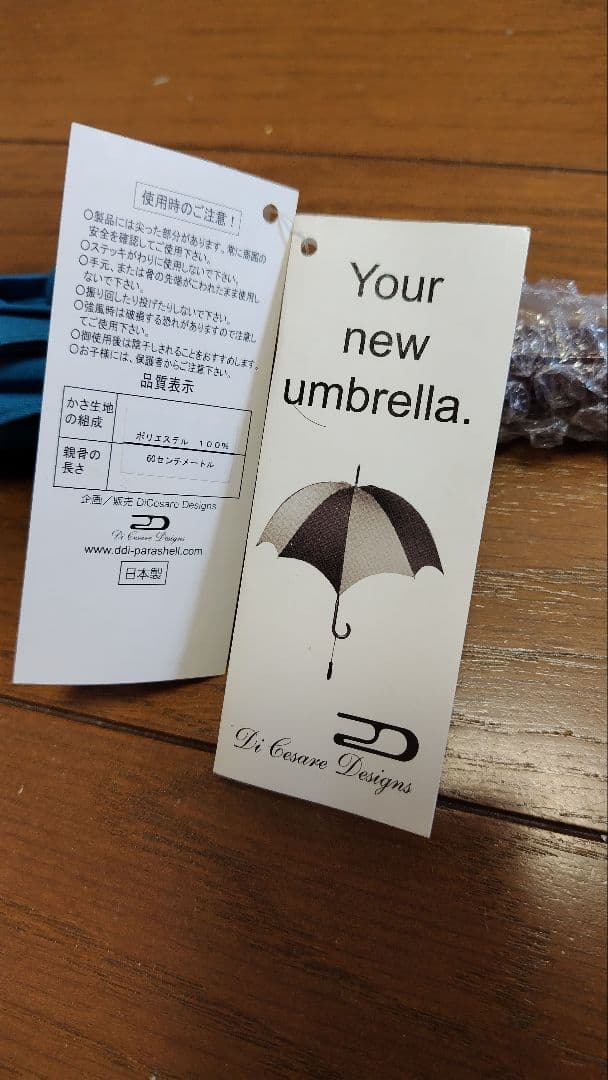 使用時のご注意！
○製品には尖った部分があります。常に周囲の
安全を確認してご使用下さい。
○ステッキがわりに使用しないで下さい。
○手元、または骨の先端がこわれたまま使用し
ないで下さい。
○振り回したり投げたりしないで下さい。
○強風時は破損する恐れがありますので注意し
てご使用下さい。
○御使用後は陰干しされることをおすすめします。
○お子様には、保護者からご注意下さい。
品質表示
かさ生地
の組成
ポリエステル 100%
親骨の
長さ
60センチメートル
企画／販売 DiCesare Designs
Di Cesare Designs
www.ddi-parashell.com
日本製
Your
new
umbrella.
Di Cesare Designs